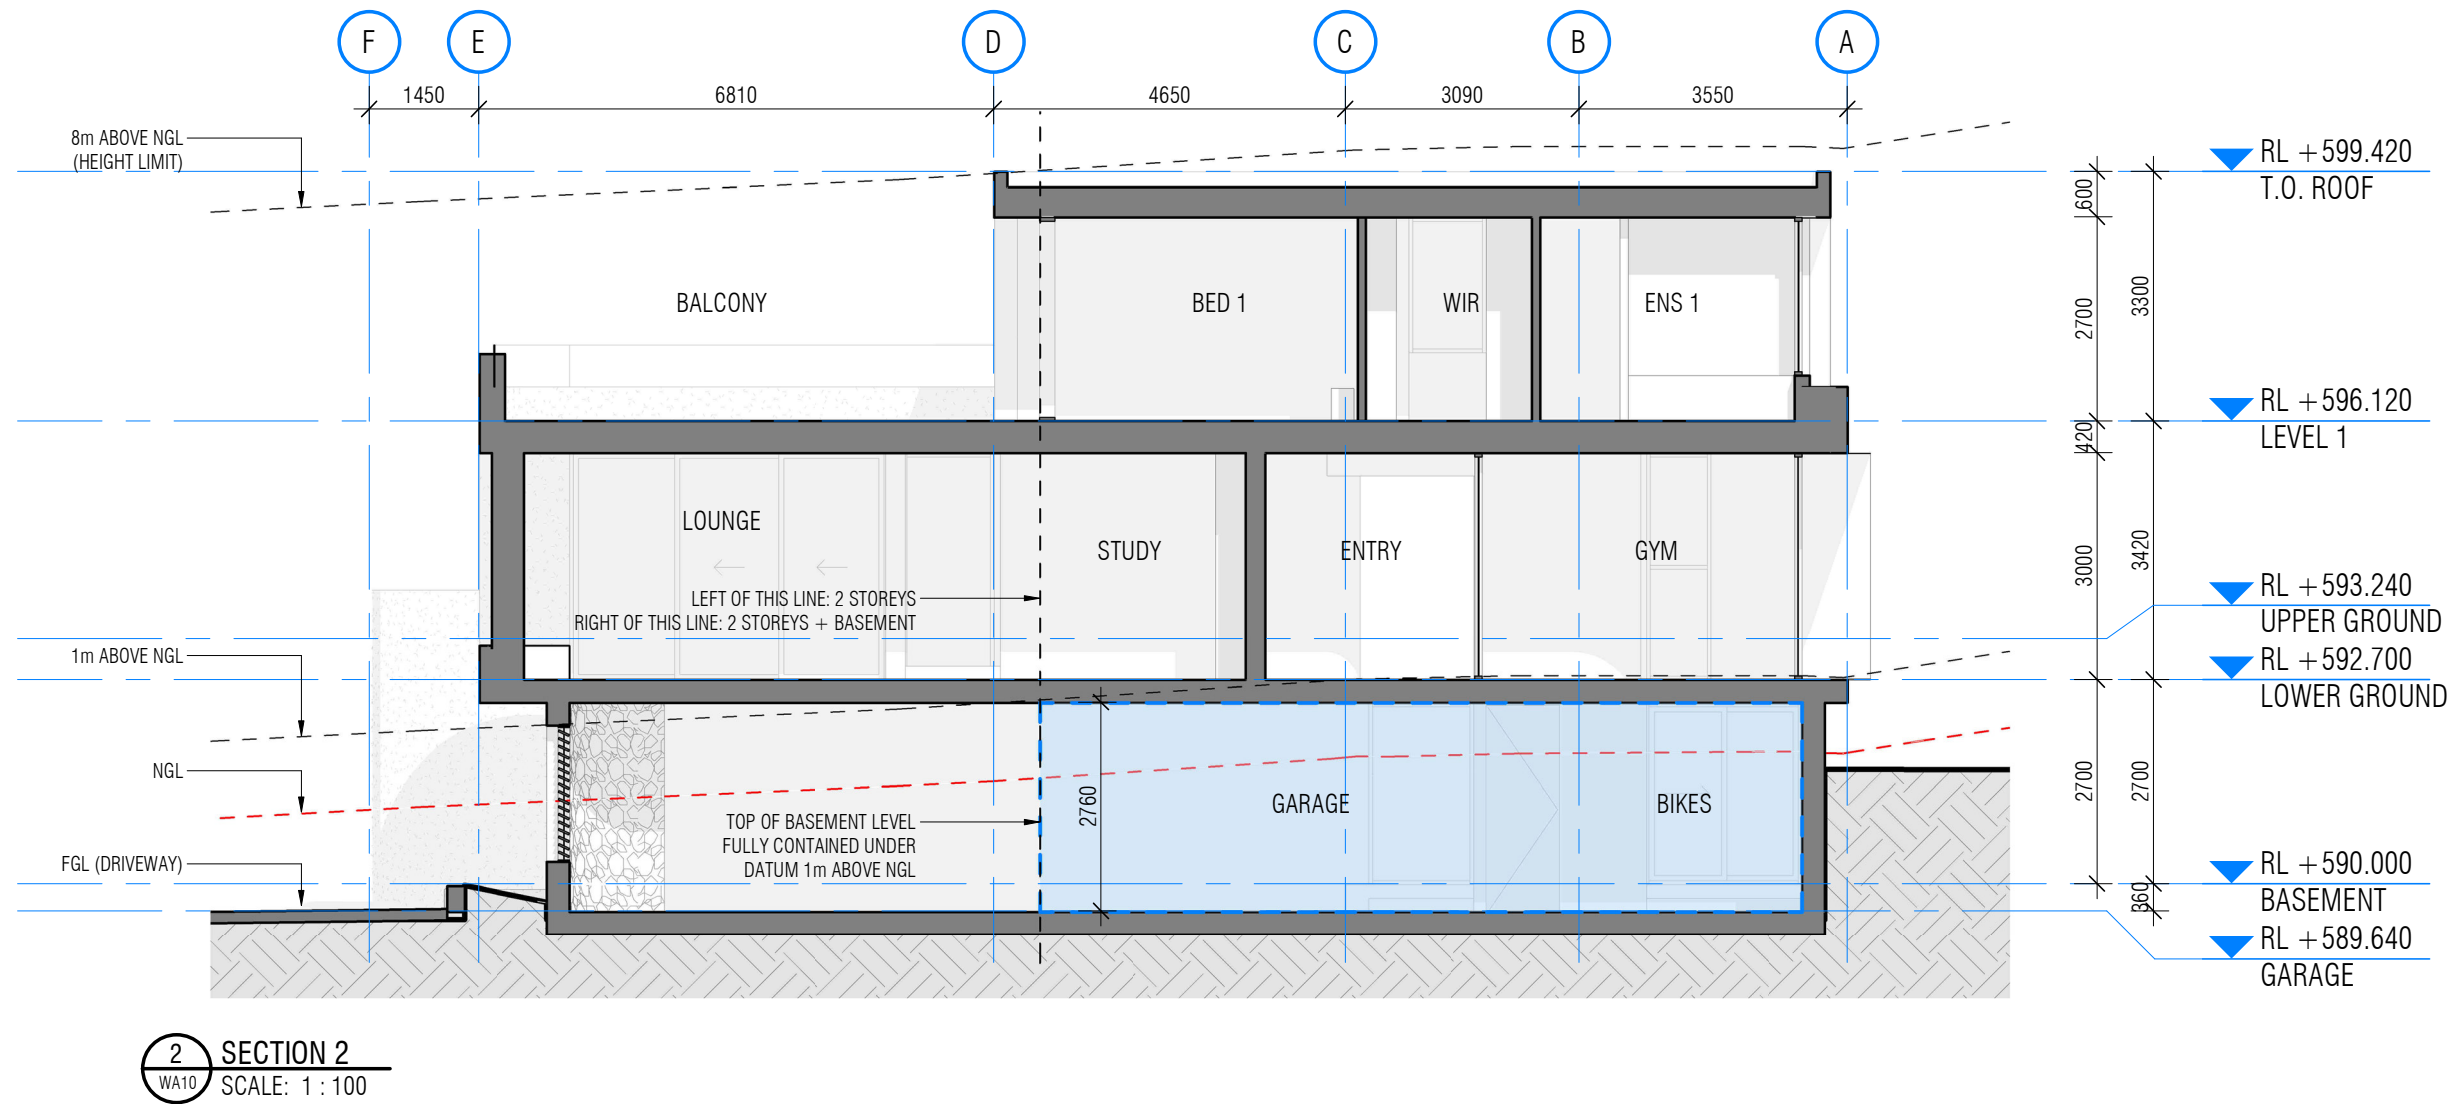 F E D C B A
1450 6810 4650 3090 3550
8m ABOVE NGL
(HEIGHT LIMIT)
RL +599.420
T.O. ROOF
600
BALCONY BED 1 WIR ENS 1
2700 3300
RL +596.120
LEVEL 1
420
LOUNGE
STUDY ENTRY GYM
3000 3420
LEFT OF THIS LINE: 2 STOREYS
RIGHT OF THIS LINE: 2 STOREYS + BASEMENT
RL +593.240
UPPER GROUND
1m ABOVE NGL
RL +592.700
LOWER GROUND
NGL
2760
GARAGE BIKES
2700 2700
TOP OF BASEMENT LEVEL
FULLY CONTAINED UNDER
DATUM 1m ABOVE NGL
FGL (DRIVEWAY)
RL +590.000
BASEMENT
360
RL +589.640
GARAGE
2 SECTION 2
WA10 SCALE: 1 : 100